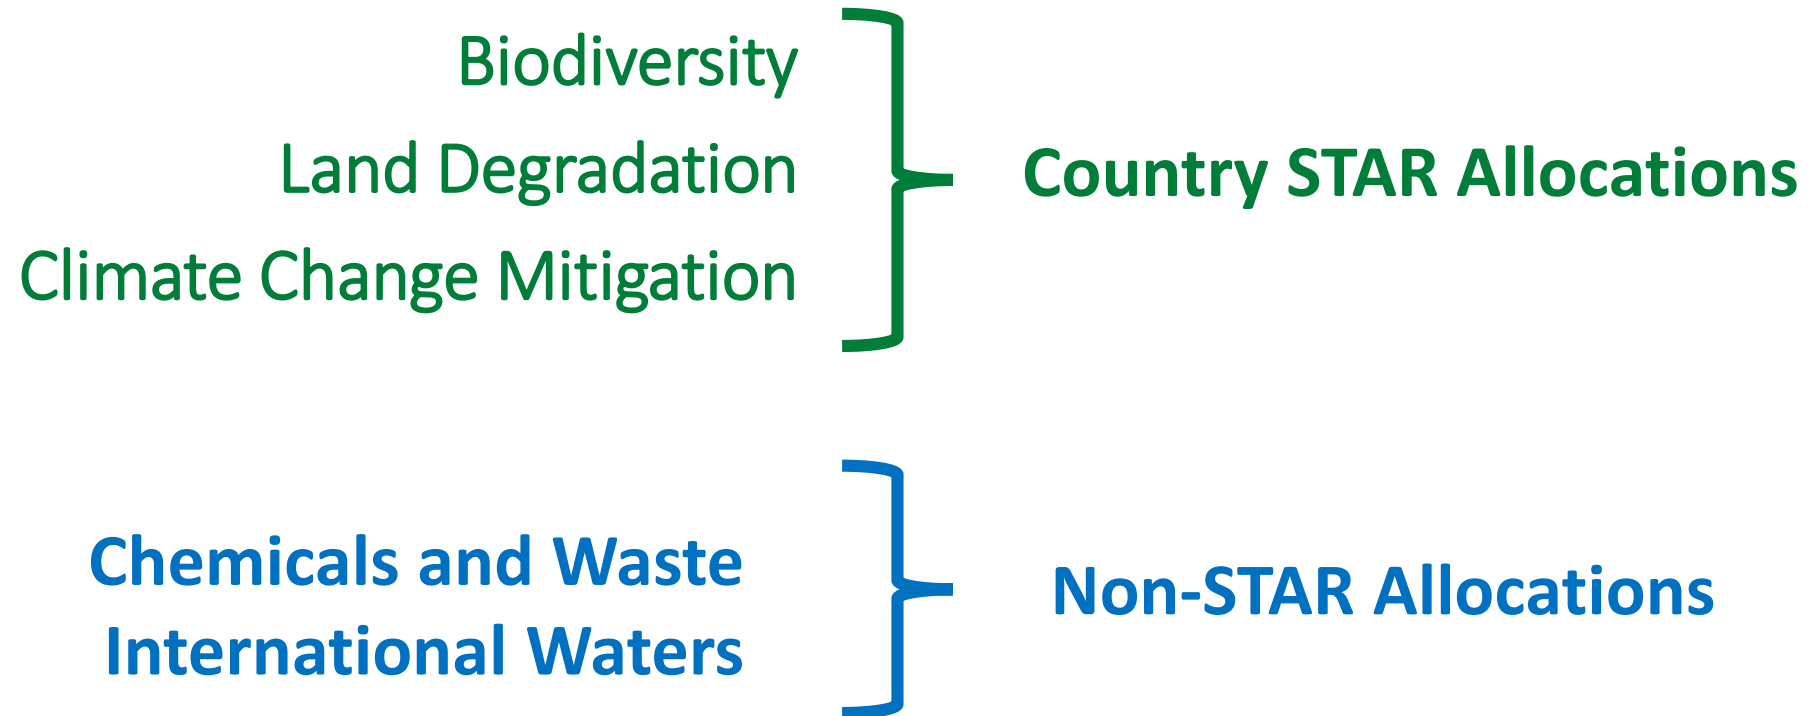 Biodiversity
Land Degradation
Climate Change Mitigation
Country STAR Allocations
Chemicals and Waste
International Waters
Non-STAR Allocations